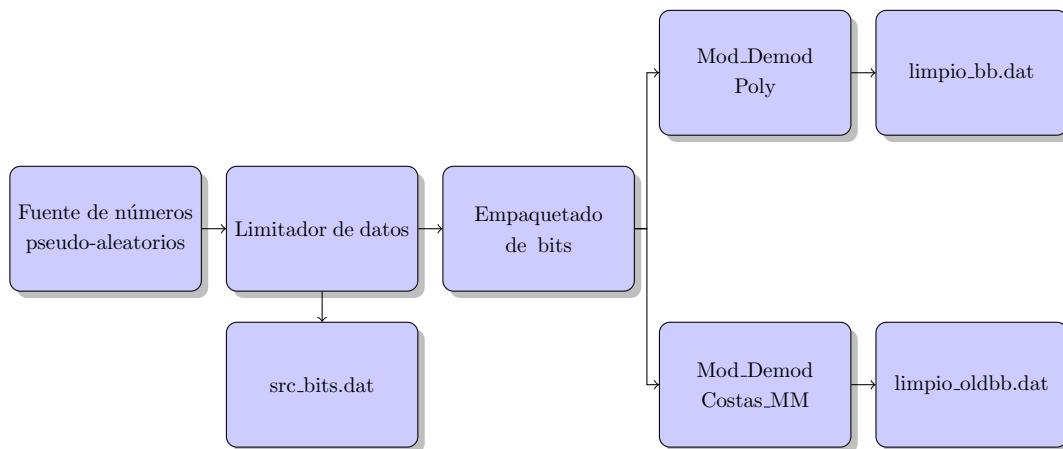 Mod_Demod
Poly
limpio_bb.dat
Fuente de números
pseudo-aleatorios
Limitador de datos
Empaquetado
de bits
src_bits.dat
Mod_Demod
Costas_MM
limpio_oldbb.dat